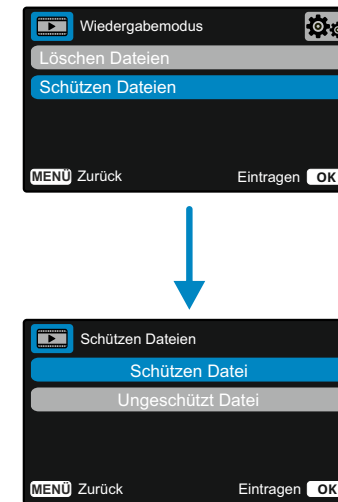 Wiedergabemodus
Löschen Dateien
Schützen Dateien
MENÜ Zurück Eintragen OK
Schützen Dateien
Schützen Datei
Ungeschützt Datei
MENÜ Zurück Eintragen OK